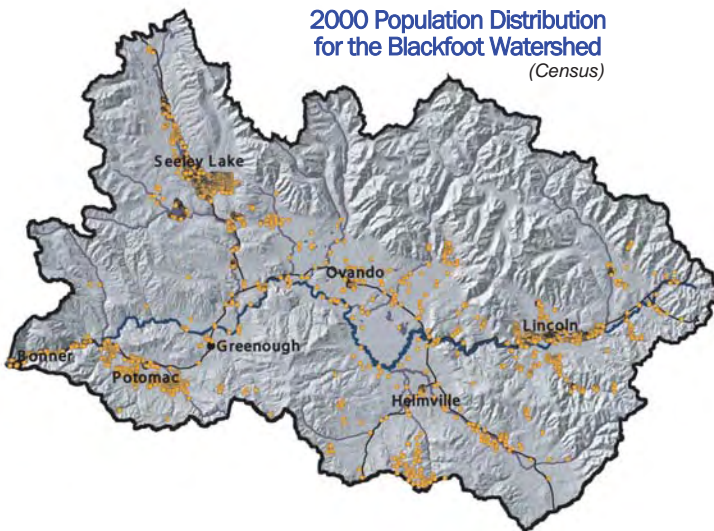 2000 Population Distribution
for the Blackfoot Watershed
(Census)
Seeley Lake
Ovando
Lincoln
Bonner
Greenough
Potomac
Helmville